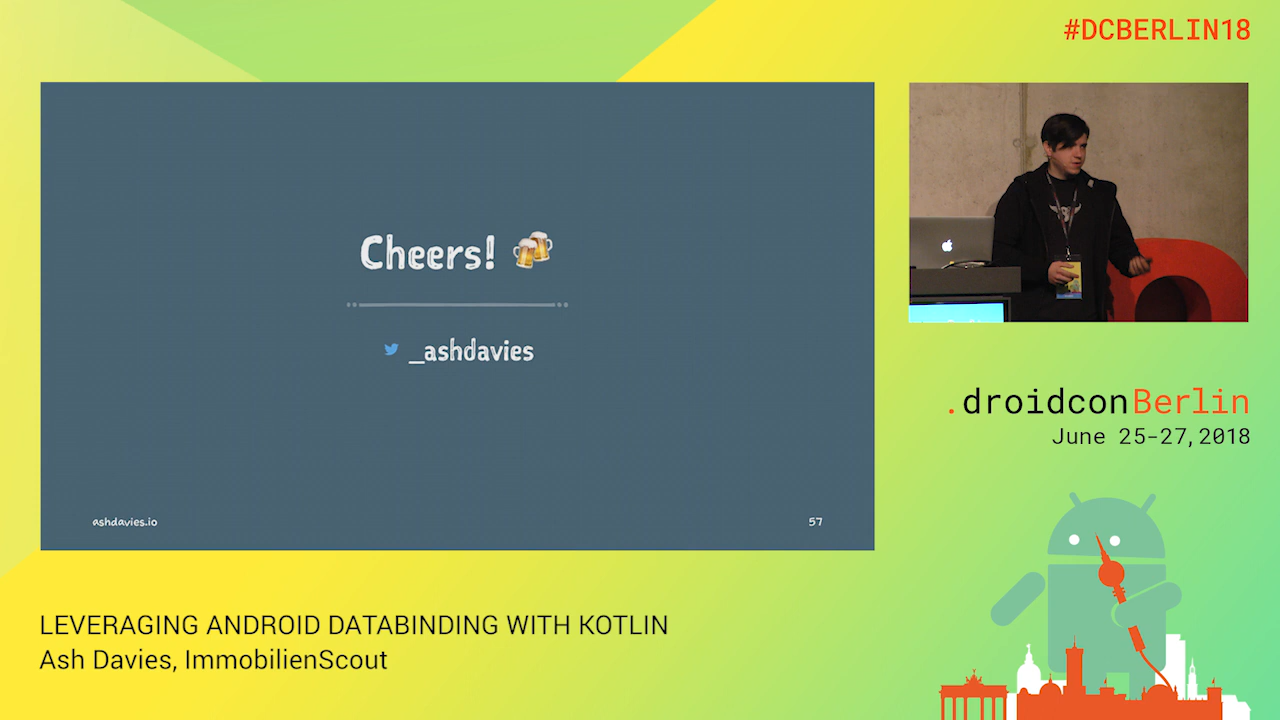 #DCBERLIN18
Cheers!
_ashdavies
ashdavies.io
57
.droidconBerlin
June 25-27,2018
LEVERAGING ANDROID DATABINDING WITH KOTLIN
Ash Davies, ImmobilienScout